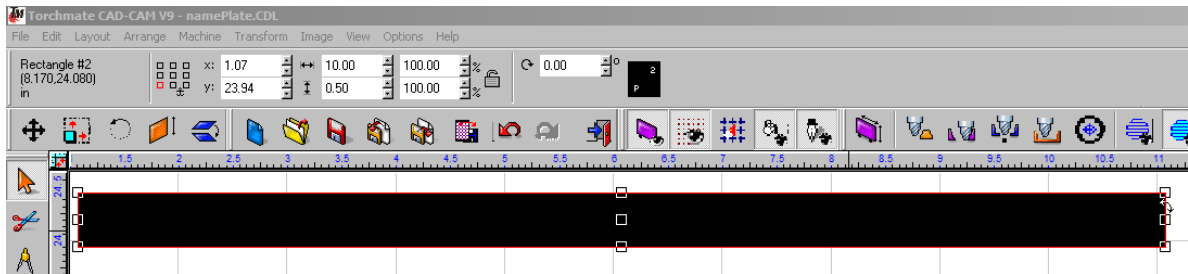 Torchmate CAD-CAM V9 - namePlate.CDL
File Edit Layout Arrange Machine Transform Image View Options Help
Rectangle #2
(8.170,24.080)
in
x: 1.07 10.00 100.00 % 0.00 °
y: 23.94 0.50 100.00 %
2
P
1.5 2 2.5 3 3.5 4 4.5 5 5.5 6 6.5 7 7.5 8 8.5 9 9.5 10 10.5 11
24.5
24